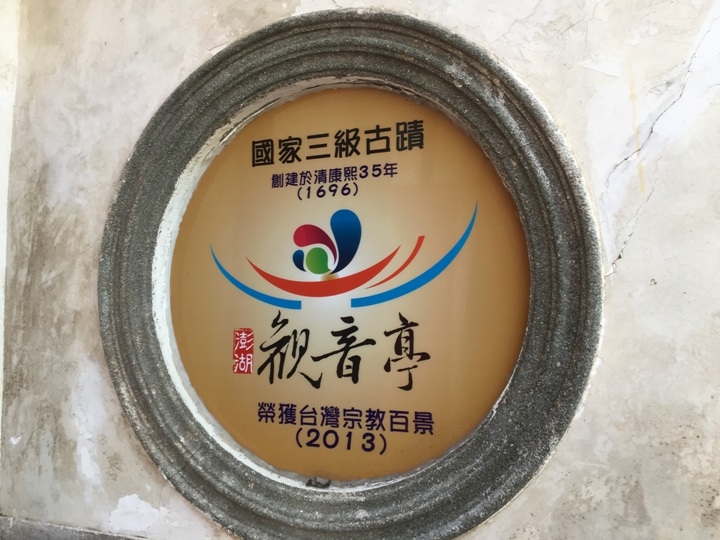 國家三級古蹟
創建於清康熙35年
(1696)
澎湖
観音亭
榮獲台灣宗教百景
(2013)